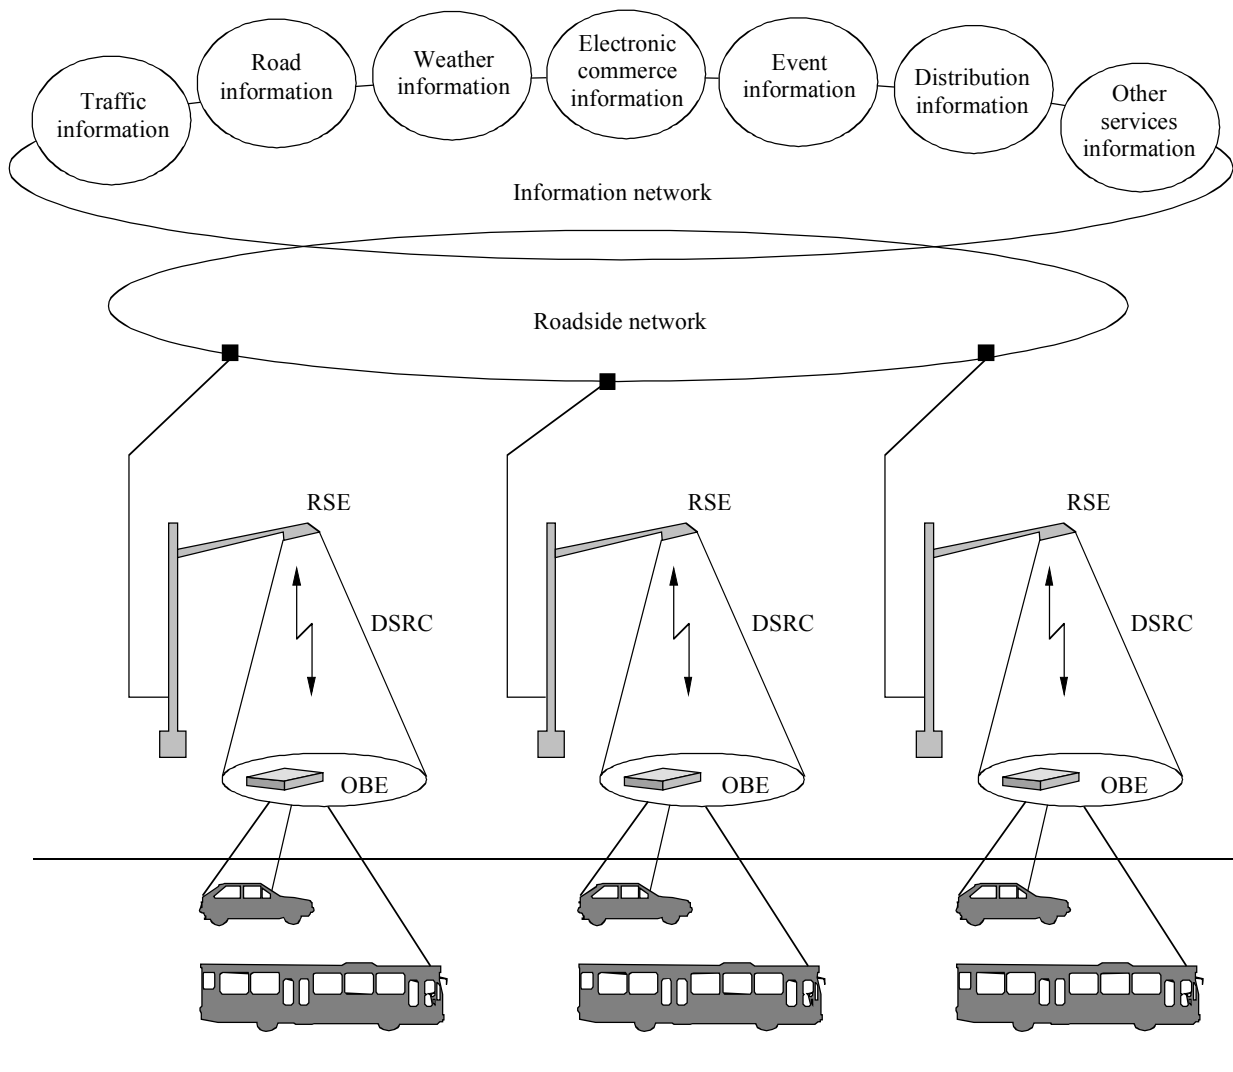 Traffic
information
Road
information
Weather
information
Electronic
commerce
information
Event
information
Distribution
information
Other
services
information
Information network
Roadside network
RSE
RSE
RSE
DSRC
DSRC
DSRC
OBE
OBE
OBE